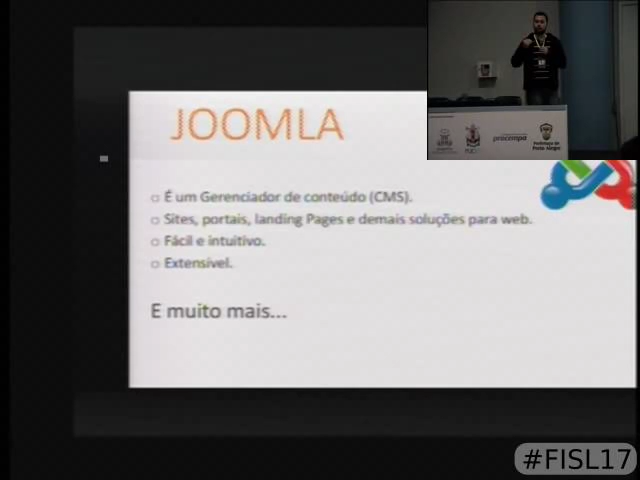 JOOMLA
É um Gerenciador de conteúdo (CMS).
Sites, portais, landing Pages e demais soluções para web.
Fácil e intuitivo.
Extensível.
E muito mais...
procempa
Prefeitura de
Porto Alegre
#FISL17